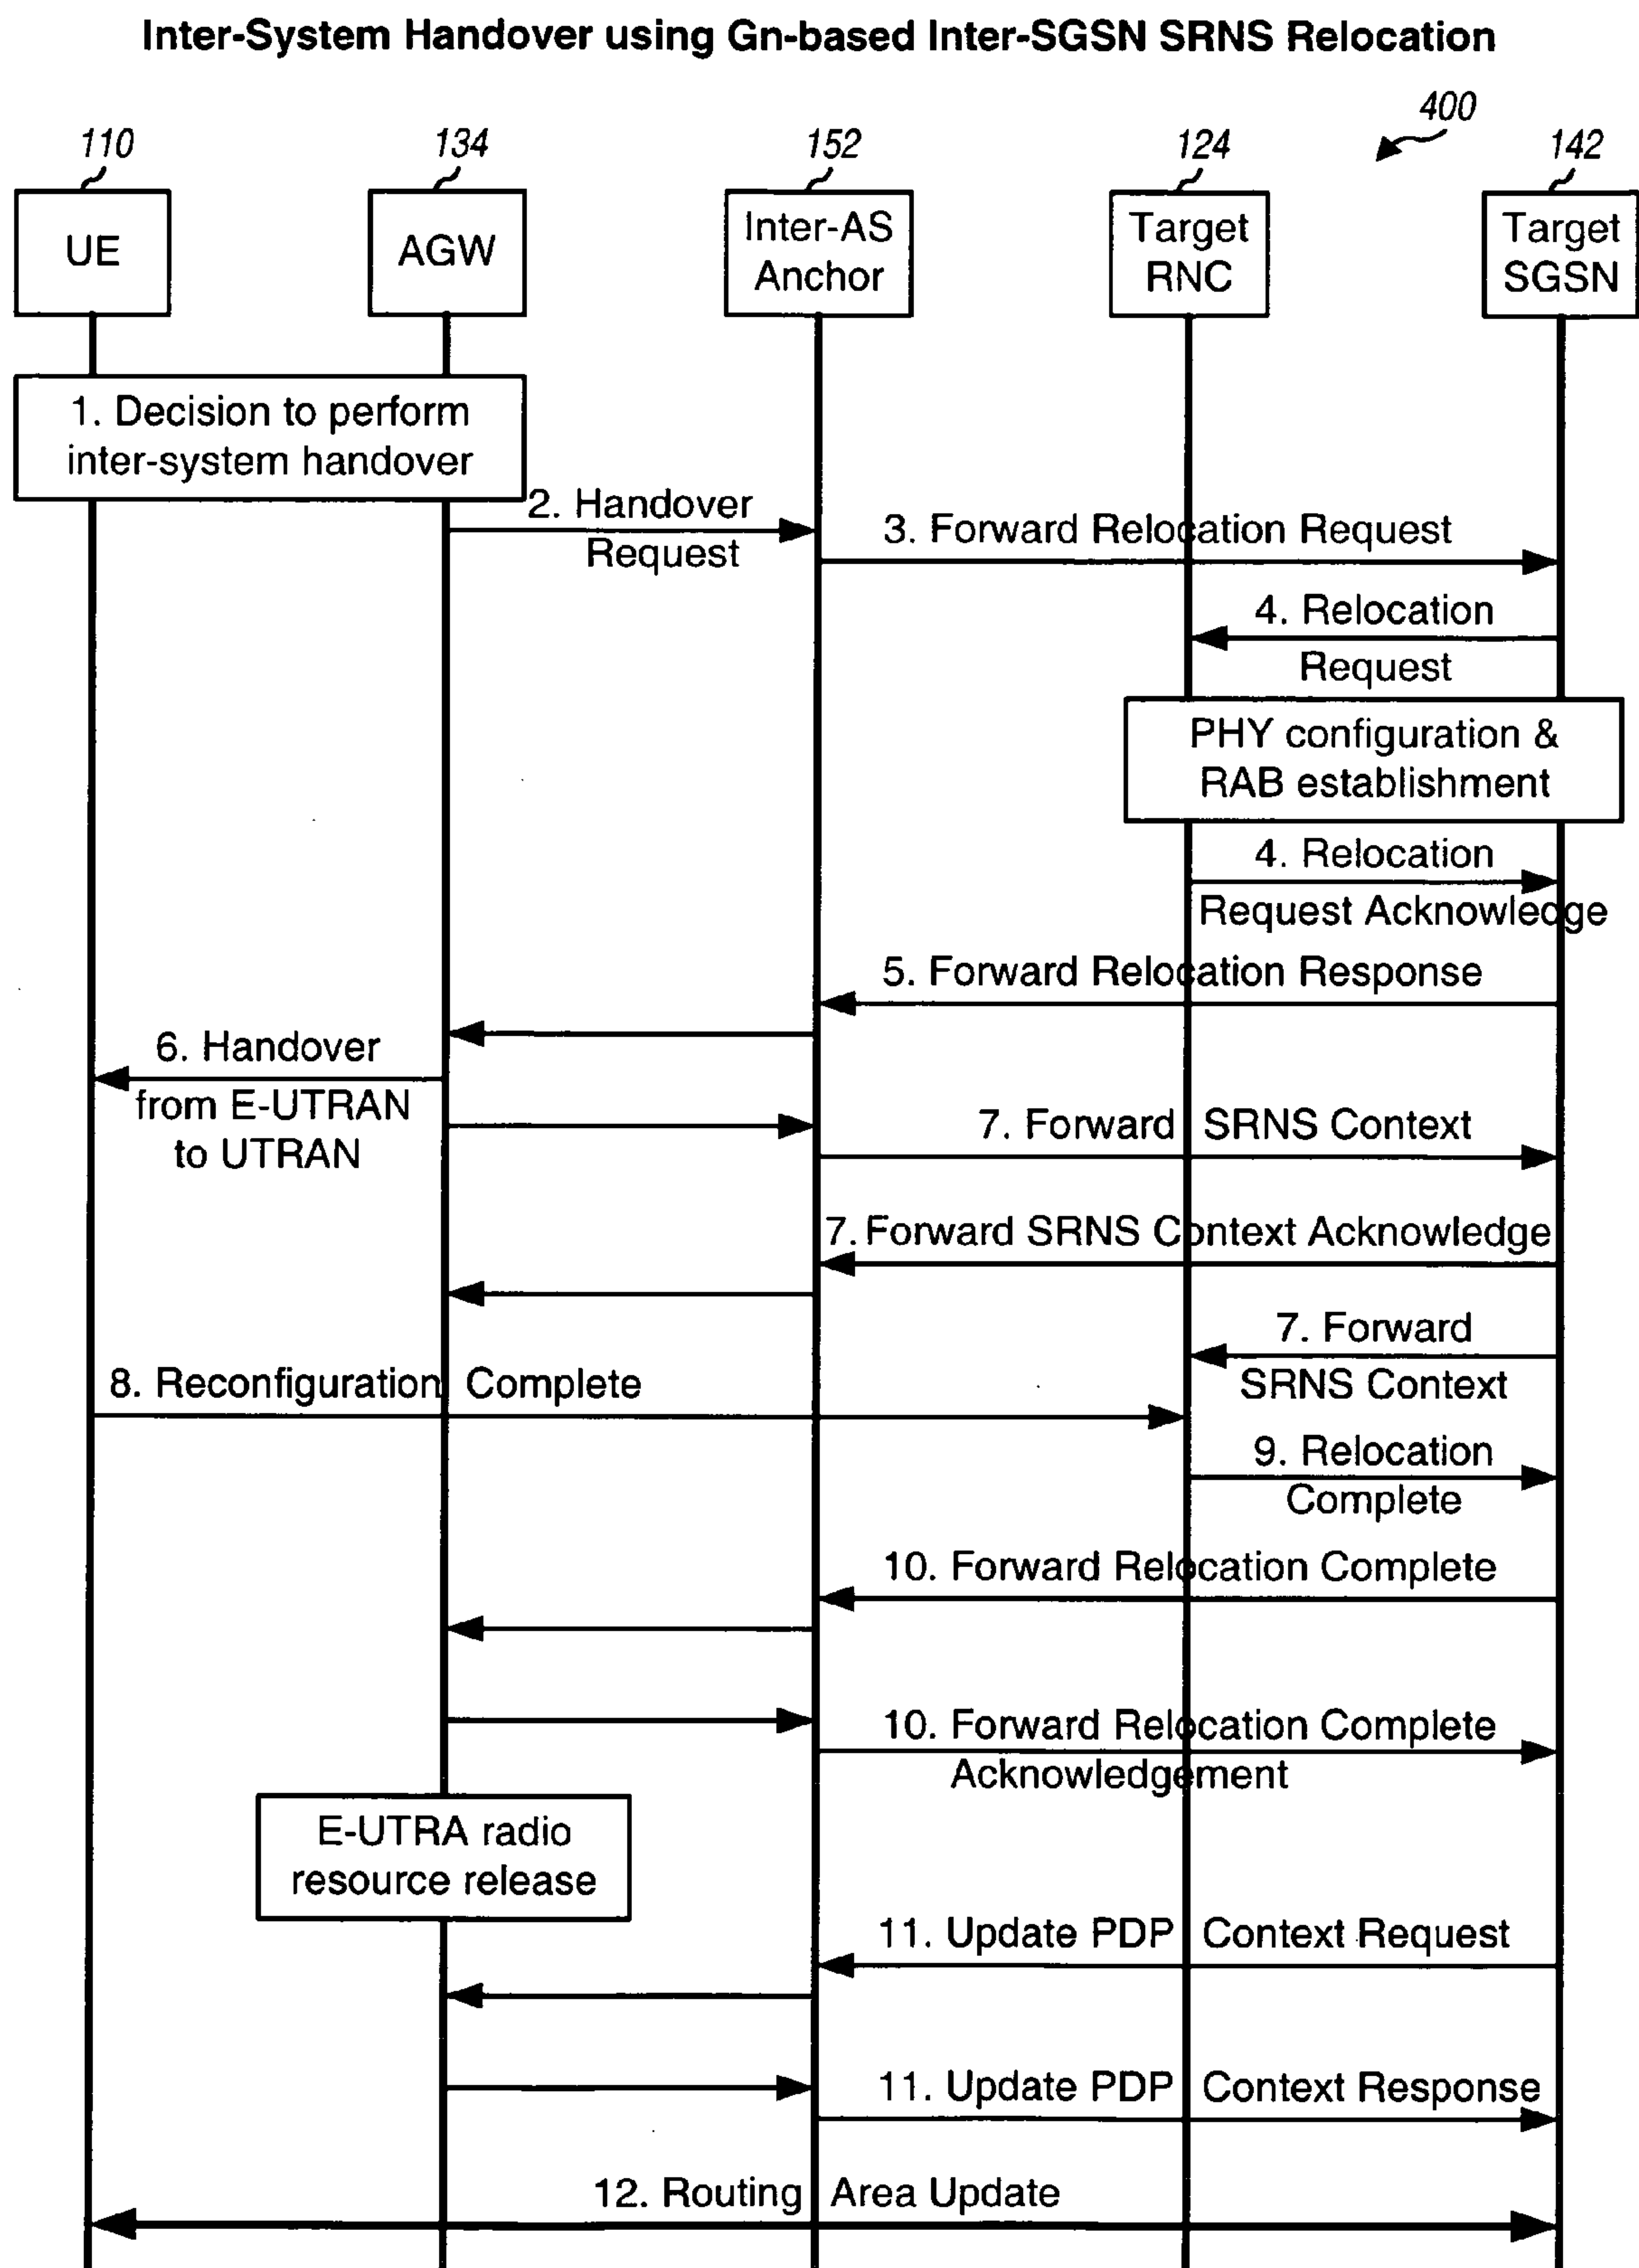 Inter-System Handover using Gn-based Inter-SGSN SRNS Relocation
400
110
134
152
124
142
UE
AGW
Inter-AS
Anchor
Target
RNC
Target
SGSN
1. Decision to perform
inter-system handover
2. Handover
Request
3. Forward Relocation Request
4. Relocation
Request
PHY configuration &
RAB establishment
4. Relocation
Request Acknowledge
5. Forward Relocation Response
6. Handover
from E-UTRAN
to UTRAN
7. Forward SRNS Context
7. Forward SRNS Context Acknowledge
7. Forward
SRNS Context
8. Reconfiguration Complete
9. Relocation
Complete
10. Forward Relocation Complete
10. Forward Relocation Complete
Acknowledgement
E-UTRA radio
resource release
11. Update PDP Context Request
11. Update PDP Context Response
12. Routing Area Update